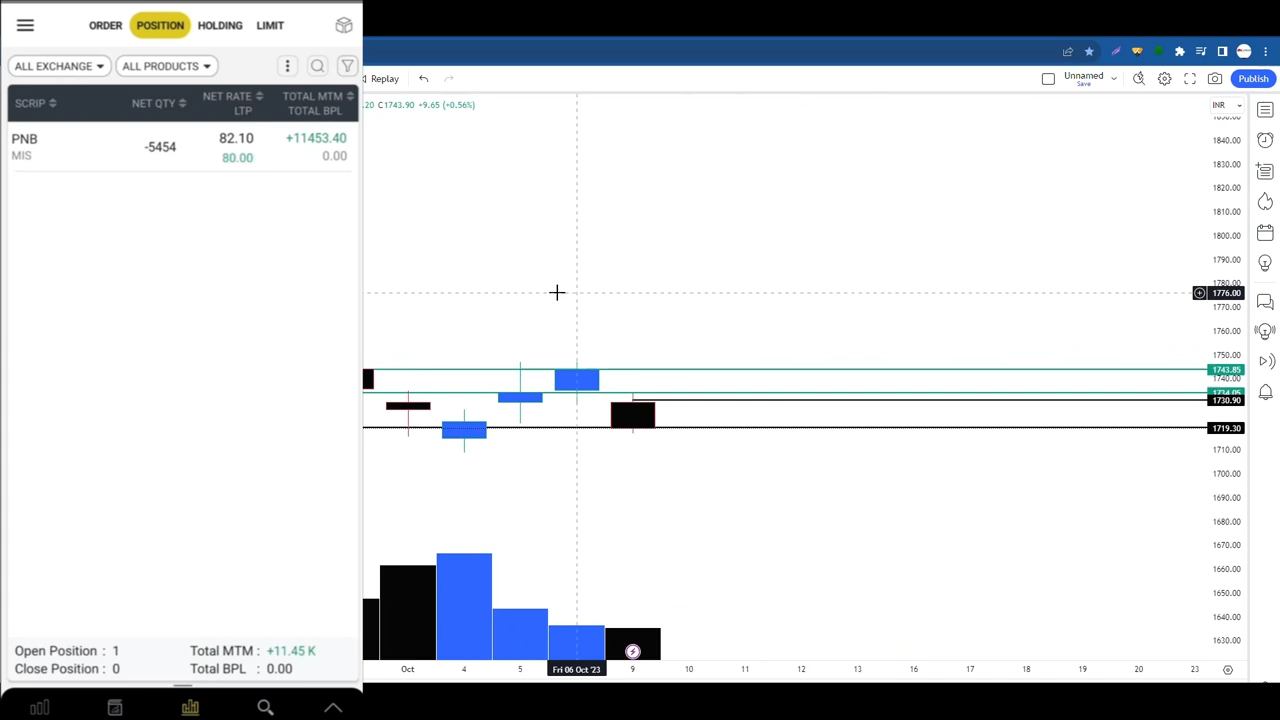 ORDER POSITION HOLDING LIMIT
ALL EXCHANGE ALL PRODUCTS
SCRIP NET QTY NET RATE TOTAL MTM
LTP TOTAL BPL
PNB -5454 82.10 +11453.40
MIS 80.00 0.00
Open Position : 1 Total MTM : +11.45 K
Close Position : 0 Total BPL : 0.00
Replay Unnamed Save Publish
.20 C1743.90 +9.65 (+0.56%) INR
1840.00
1830.00
1820.00
1810.00
1800.00
1790.00
1780.00
1776.00
1770.00
1760.00
1750.00
1743.85
1740.00
1730.90
1719.30
1710.00
1700.00
1690.00
1680.00
1670.00
1660.00
1650.00
1640.00
1630.00
Oct 4 5 Fri 06 Oct '23 9 10 11 12 13 16 17 18 19 20 23